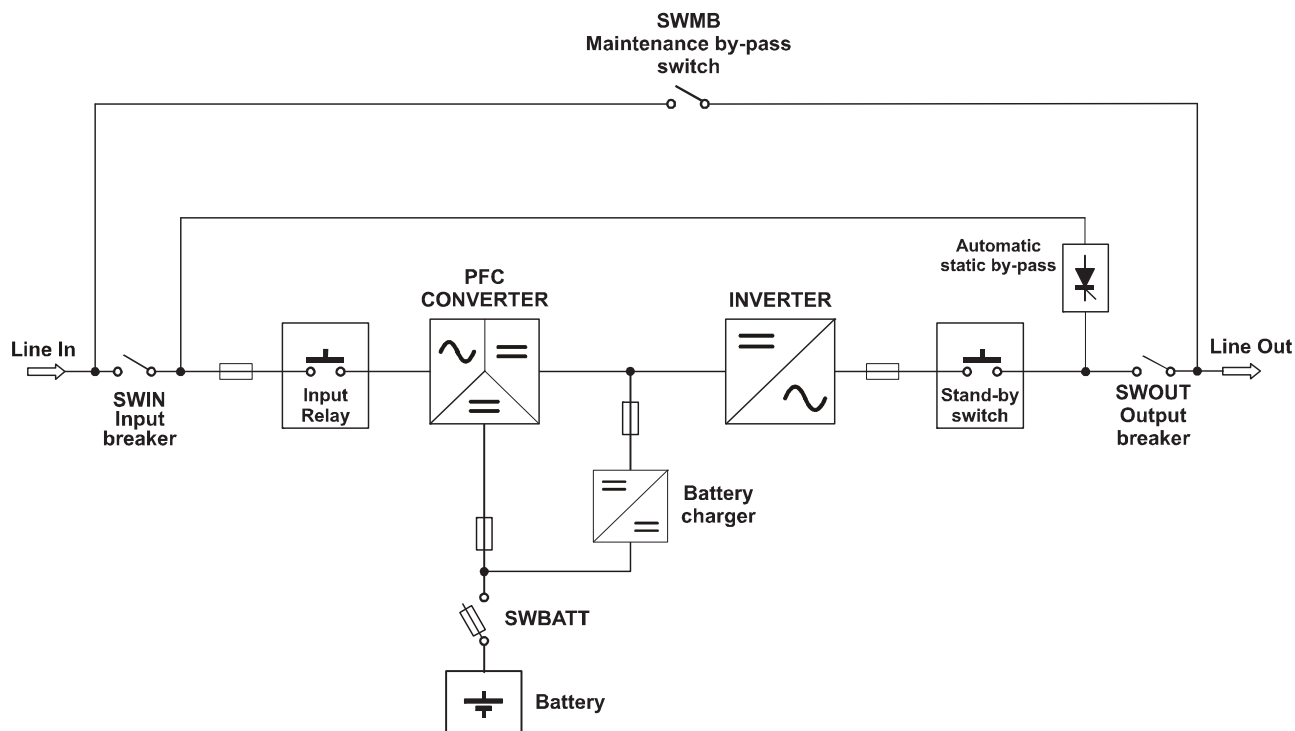 SWMB
Maintenance by-pass
switch
Automatic
static by-pass
PFC
CONVERTER
INVERTER
Line In
Line Out
SWIN
Input
breaker
Input
Relay
Stand-by
switch
SWOUT
Output
breaker
Battery
charger
SWBATT
Battery